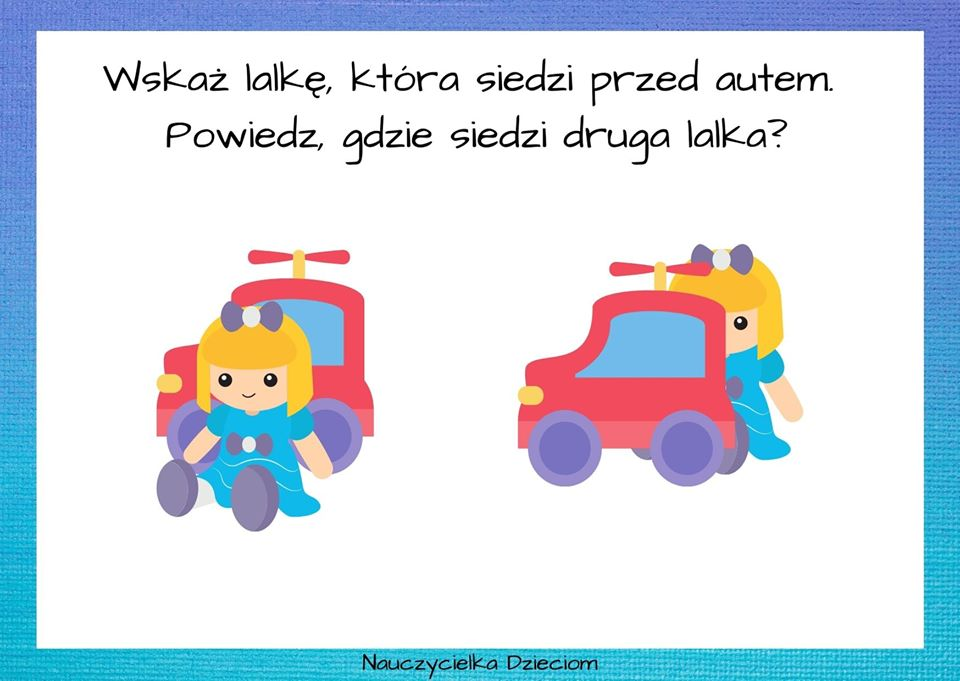 Wskaż lalkę, która siedzi przed autem.
Powiedz, gdzie siedzi druga lalka?
Nauczycielka Dzieciom